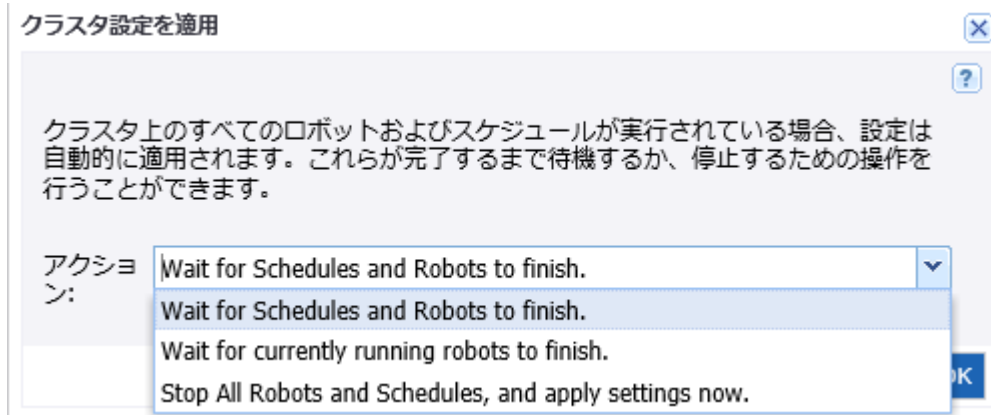 クラスタ設定を適用
?
クラスタ上のすべてのロボットおよびスケジュールが実行されている場合、設定は
自動的に適用されます。これらが完了するまで待機するか、停止するための操作を
行うことができます。
アクショ
ン:
Wait for Schedules and Robots to finish.
Wait for Schedules and Robots to finish.
Wait for currently running robots to finish.
Stop All Robots and Schedules, and apply settings now.
OK